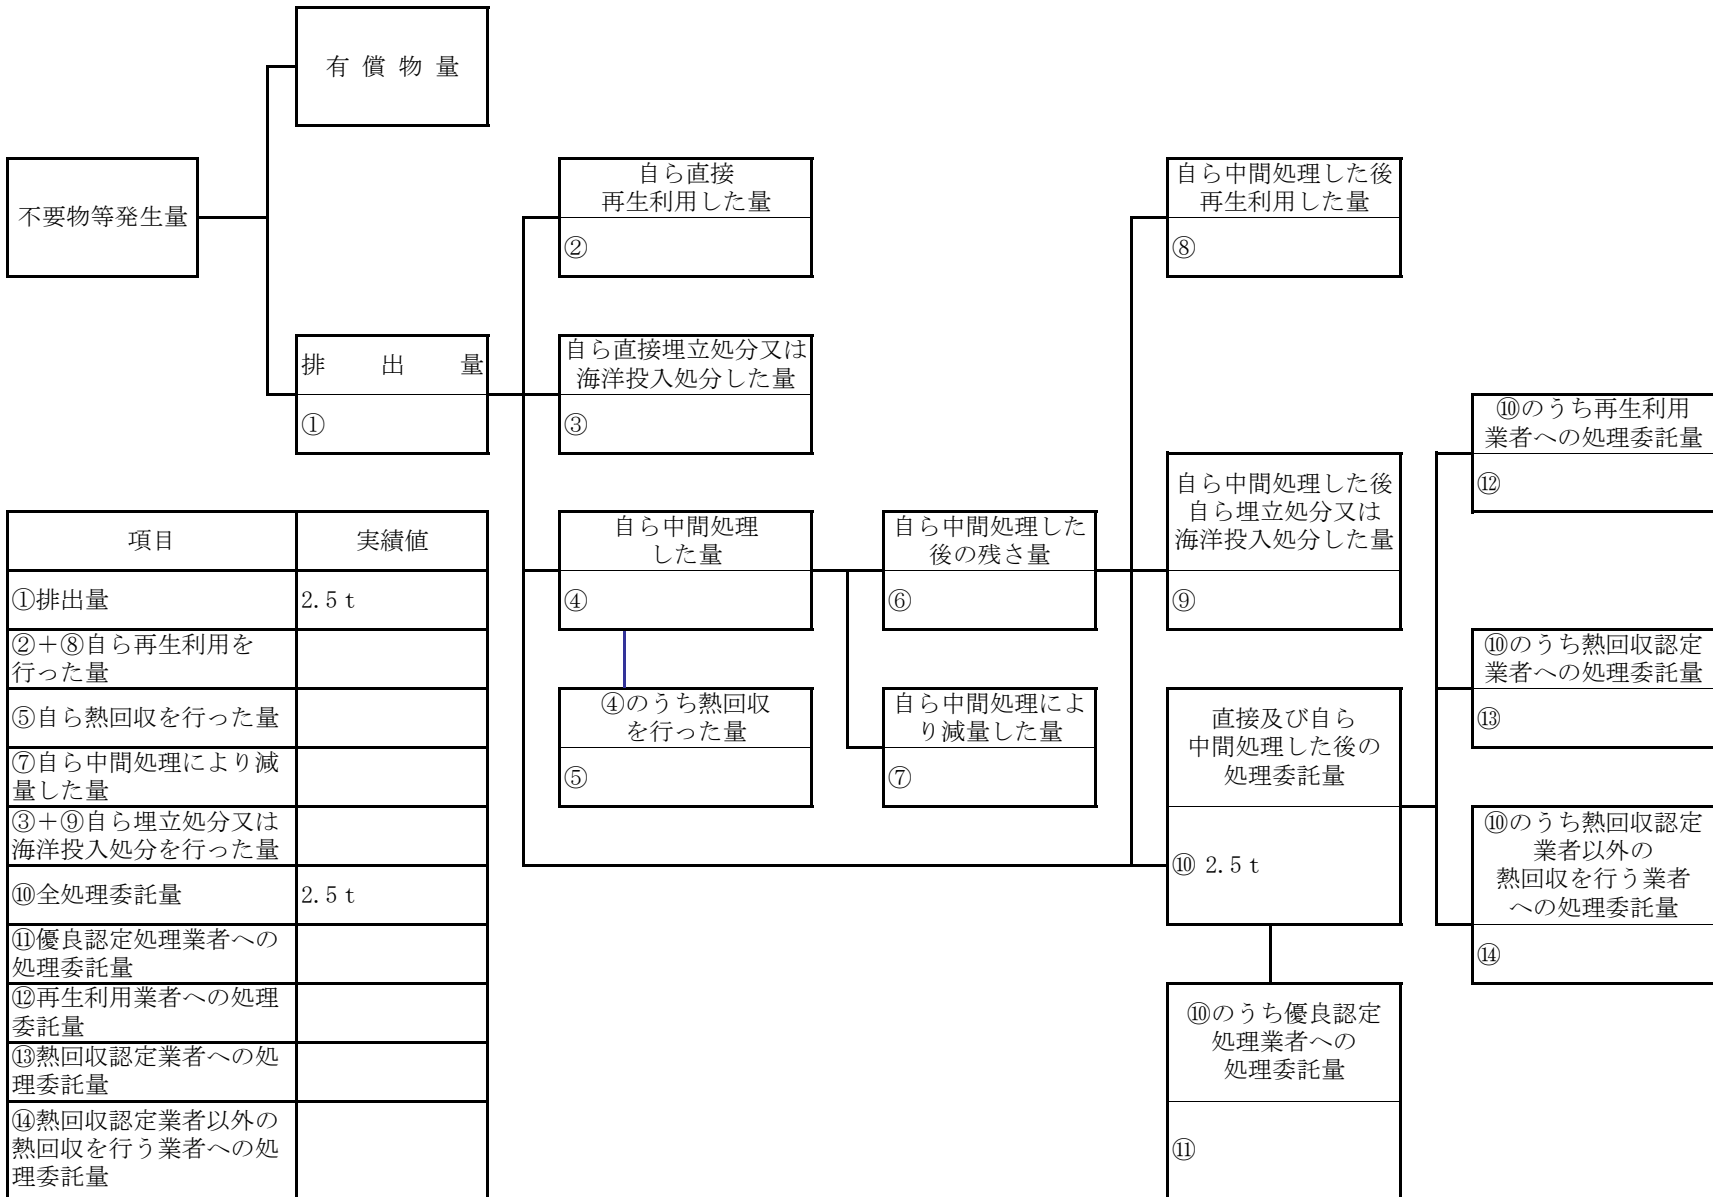 有 償 物 量
不要物等発生量
自ら直接
再生利用した量
②
自ら中間処理した後
再生利用した量
⑧
排 出 量
①
自ら直接埋立処分又は
海洋投入処分した量
③
⑩のうち再生利用
業者への処理委託量
⑫
自ら中間処理した後
自ら埋立処分又は
海洋投入処分した量
⑨
自ら中間処理
した量
④
自ら中間処理した
後の残さ量
⑥
⑩のうち熱回収認定
業者への処理委託量
⑬
④のうち熱回収
を行った量
⑤
自ら中間処理によ
り減量した量
⑦
直接及び自ら
中間処理した後の
処理委託量
⑩ 2.5 t
⑩のうち熱回収認定
業者以外の
熱回収を行う業者
への処理委託量
⑭
⑩のうち優良認定
処理業者への
処理委託量
⑪
項目 実績値
①排出量 2.5 t
②+⑧自ら再生利用を
行った量
⑤自ら熱回収を行った量
⑦自ら中間処理により減
量した量
③+⑨自ら埋立処分又は
海洋投入処分を行った量
⑩全処理委託量 2.5 t
⑪優良認定処理業者への
処理委託量
⑫再生利用業者への処理
委託量
⑬熱回収認定業者への処
理委託量
⑭熱回収認定業者以外の
熱回収を行う業者への処
理委託量